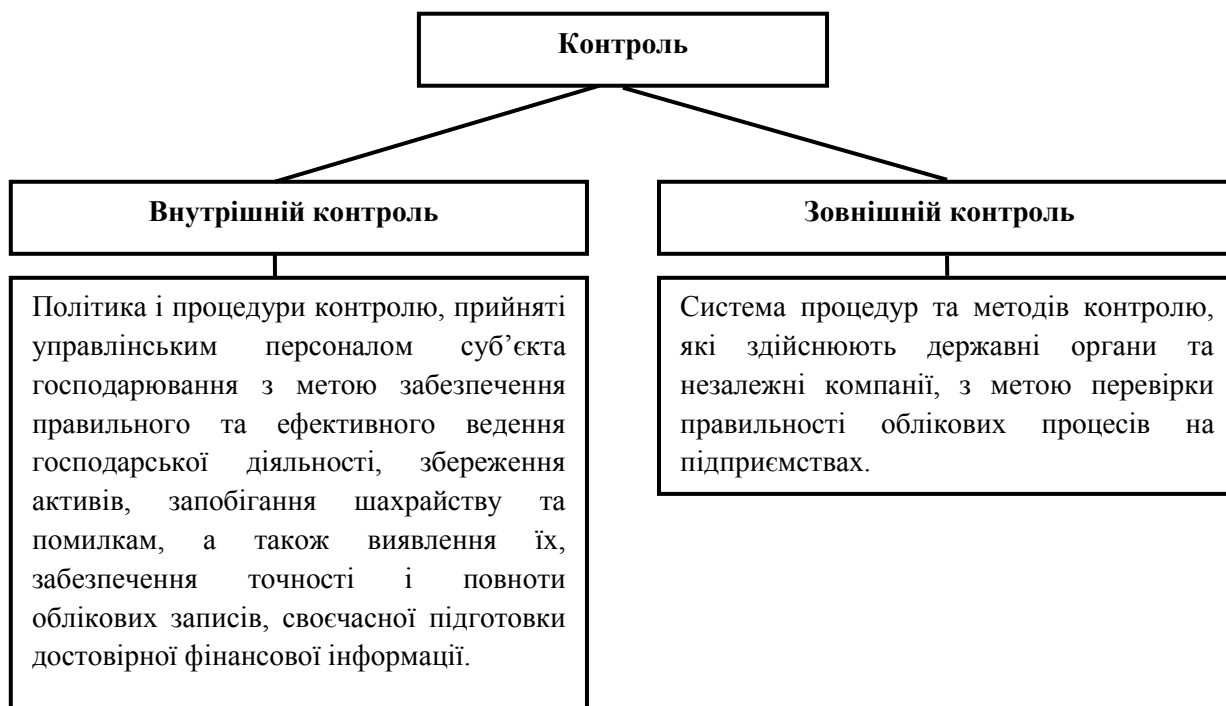 Контроль
Внутрішній контроль
Зовнішній контроль
Політика і процедури контролю, прийняті
управлінським персоналом суб’єкта
господарювання з метою забезпечення
правильного та ефективного ведення
господарської діяльності, збереження
активів, запобігання шахрайству та
помилкам, а також виявлення їх,
забезпечення точності і повноти
облікових записів, своєчасної підготовки
достовірної фінансової інформації.
Система процедур та методів контролю,
які здійснюють державні органи та
незалежні компанії, з метою перевірки
правильності облікових процесів на
підприємствах.